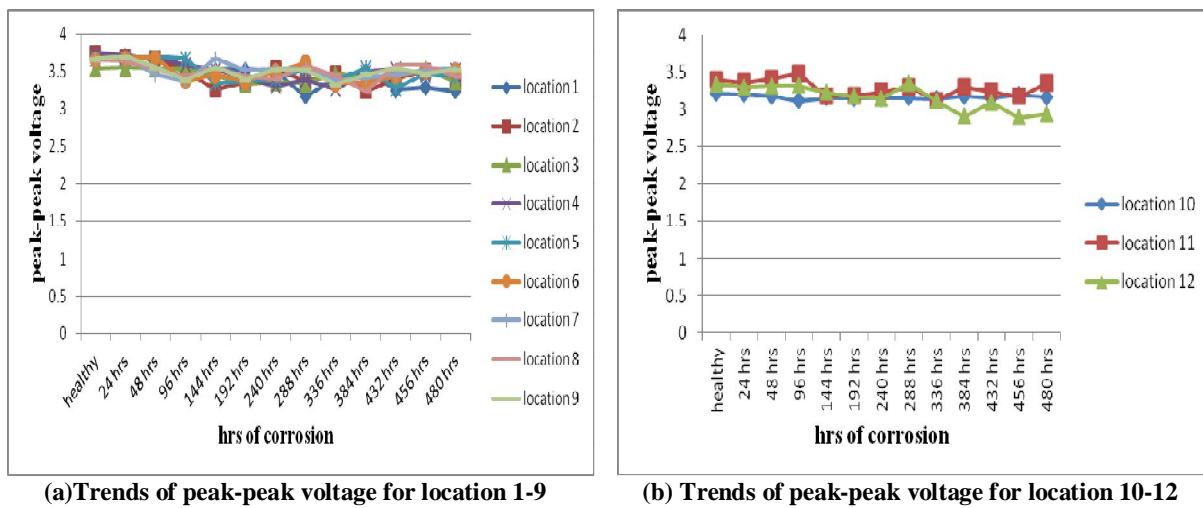 4
3.5
3
2.5
2
1.5
1
0.5
0
peak-peak voltage
healthy
24 hrs
48 hrs
96 hrs
144 hrs
192 hrs
240 hrs
288 hrs
336 hrs
384 hrs
432 hrs
456 hrs
480 hrs
hrs of corrosion
location 1
location 2
location 3
location 4
location 5
location 6
location 7
location 8
location 9
(a)Trends of peak-peak voltage for location 1-9
4
3.5
3
2.5
2
1.5
1
0.5
0
peak-peak voltage
healthy
24 hrs
48 hrs
96 hrs
144 hrs
192 hrs
240 hrs
288 hrs
336 hrs
384 hrs
432 hrs
456 hrs
480 hrs
hrs of corrosion
location 10
location 11
location 12
(b) Trends of peak-peak voltage for location 10-12